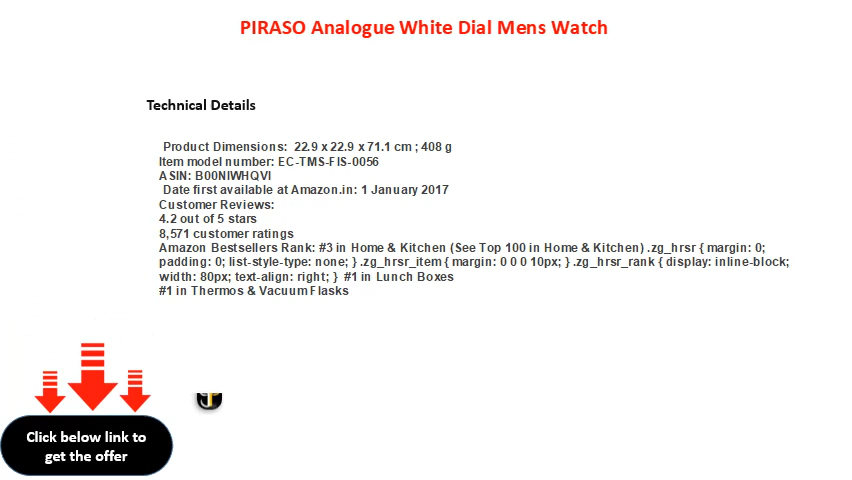 PIRASO Analogue White Dial Mens Watch
Technical Details
Product Dimensions: 22.9 x 22.9 x 71.1 cm ; 408 g
Item model number: EC-TMS-FIS-0056
ASIN: B00NIWHQVI
Date first available at Amazon.in: 1 January 2017
Customer Reviews:
4.2 out of 5 stars
8,571 customer ratings
Amazon Bestsellers Rank: #3 in Home & Kitchen (See Top 100 in Home & Kitchen) .zg_hrsr { margin: 0;
padding: 0; list-style-type: none; } .zg_hrsr_item { margin: 0 0 0 10px; } .zg_hrsr_rank { display: inline-block;
width: 80px; text-align: right; } #1 in Lunch Boxes
#1 in Thermos & Vacuum Flasks
Click below link to
get the offer